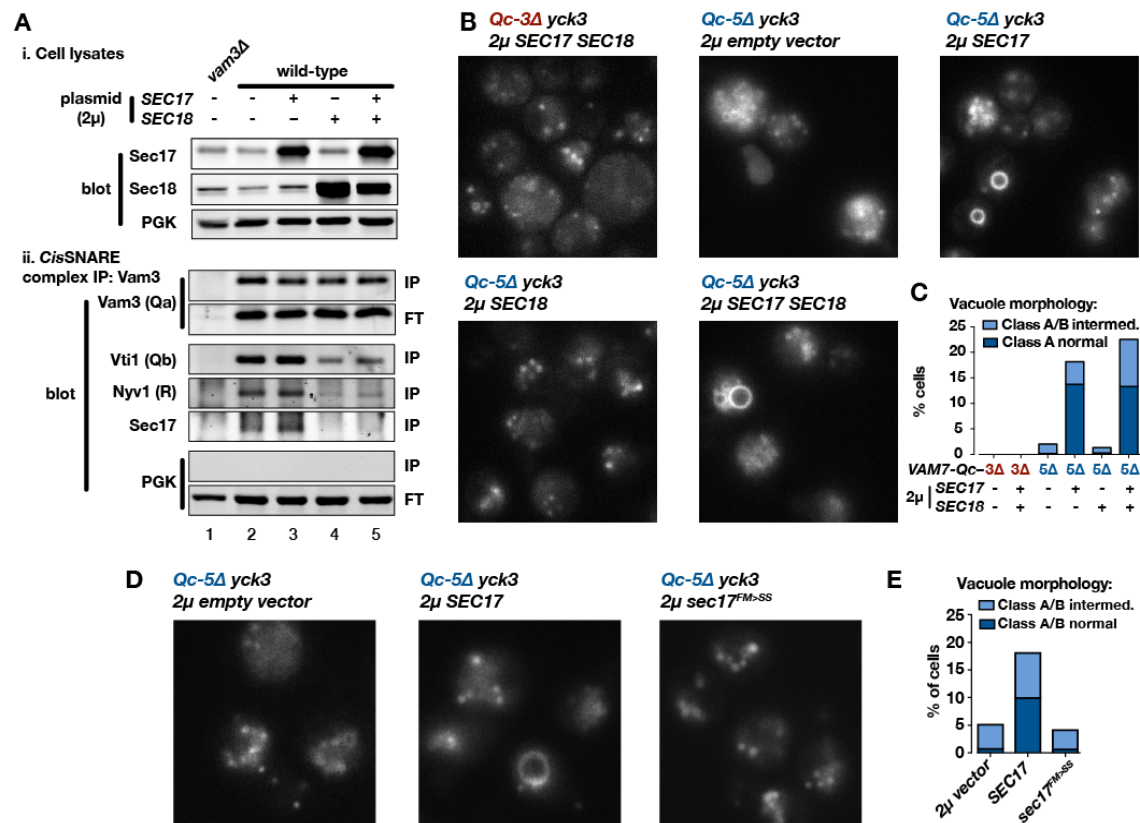 A
i. Cell lysates
vam3Δ
wild-type
plasmid (2μ)
SEC17 - - + - +
SEC18 - - - + +
blot
Sec17
Sec18
PGK
ii. CisSNARE
complex IP: Vam3
blot
Vam3 (Qa) IP
FT
Vti1 (Qb) IP
Nyv1 (R) IP
Sec17 IP
PGK IP
FT
1 2 3 4 5
B
Qc-3Δ yck3
2μ SEC17 SEC18
Qc-5Δ yck3
2μ empty vector
Qc-5Δ yck3
2μ SEC17
Qc-5Δ yck3
2μ SEC18
Qc-5Δ yck3
2μ SEC17 SEC18
C
Vacuole morphology:
Class A/B intermed.
Class A normal
% cells
25
20
15
10
5
0
VAM7-Qc– 3Δ 3Δ 5Δ 5Δ 5Δ 5Δ
2μ
SEC17 - + - + - +
SEC18 - + - - + +
D
Qc-5Δ yck3
2μ empty vector
Qc-5Δ yck3
2μ SEC17
Qc-5Δ yck3
2μ sec17FM>SS
E
Vacuole morphology:
Class A/B intermed.
Class A/B normal
% of cells
25
20
15
10
5
0
2μ vector
SEC17
sec17FM>SS